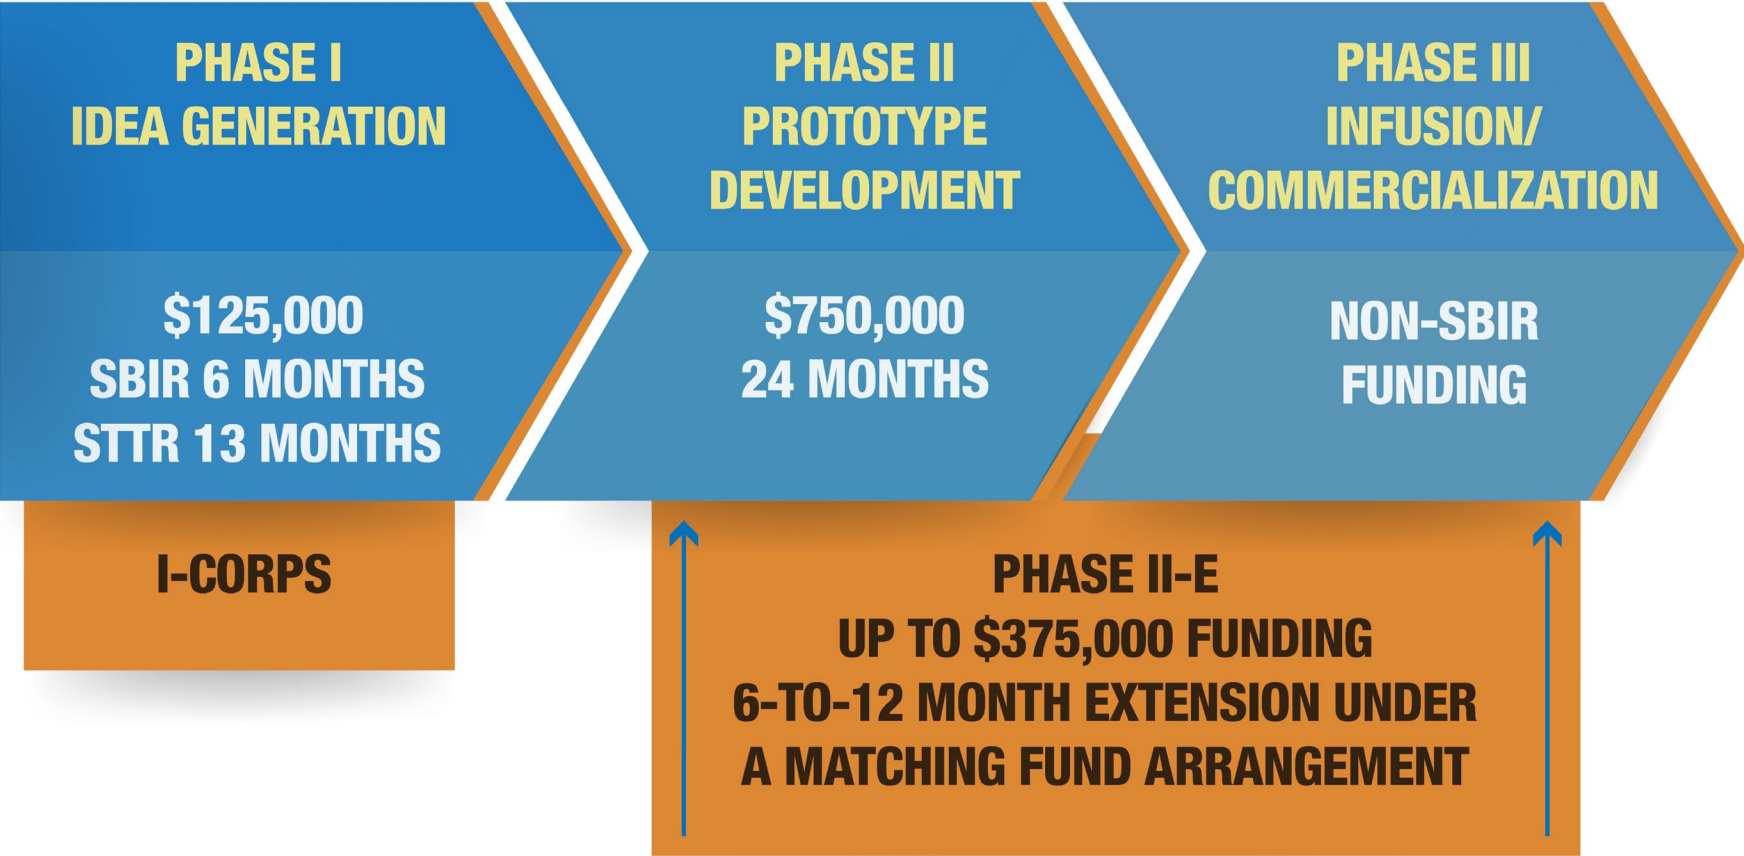 PHASE I
IDEA GENERATION
$125,000
SBIR 6 MONTHS
STTR 13 MONTHS
I-CORPS
PHASE II
PROTOTYPE
DEVELOPMENT
$750,000
24 MONTHS
PHASE III
INFUSION/
COMMERCIALIZATION
NON-SBIR
FUNDING
PHASE II-E
UP TO $375,000 FUNDING
6-TO-12 MONTH EXTENSION UNDER
A MATCHING FUND ARRANGEMENT